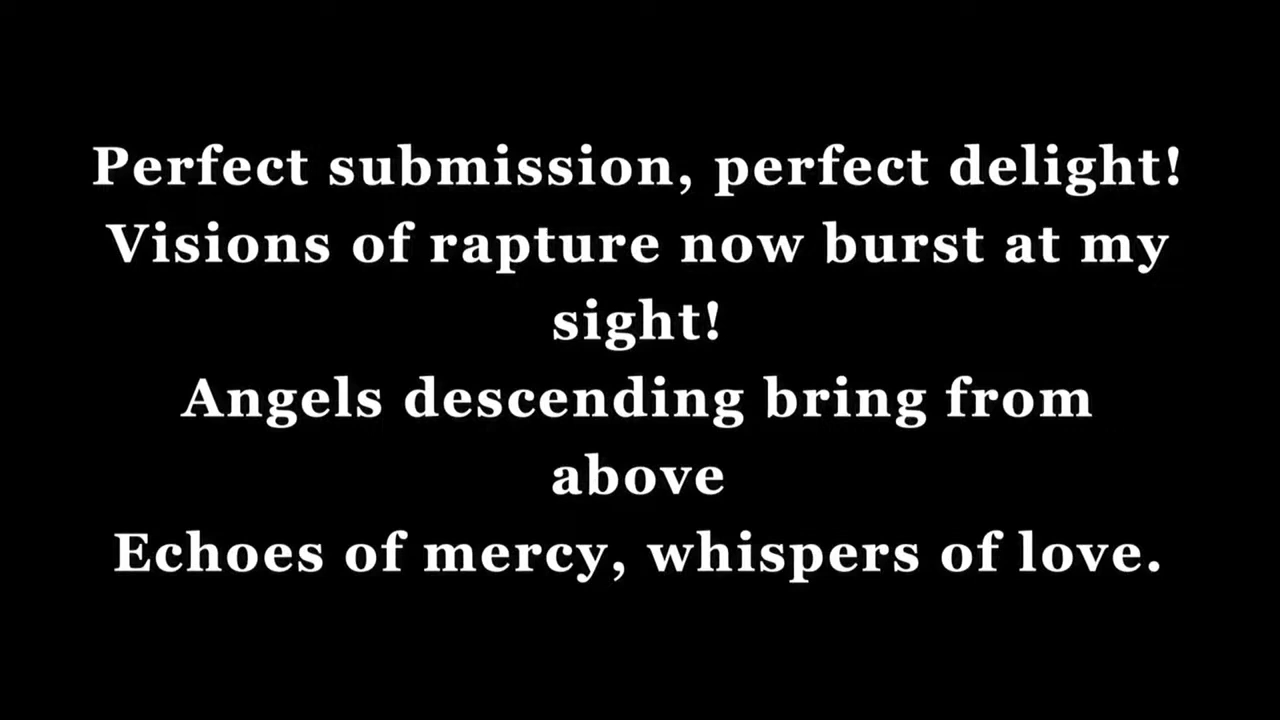 Perfect submission, perfect delight!
Visions of rapture now burst at my
sight!
Angels descending bring from
above
Echoes of mercy, whispers of love.